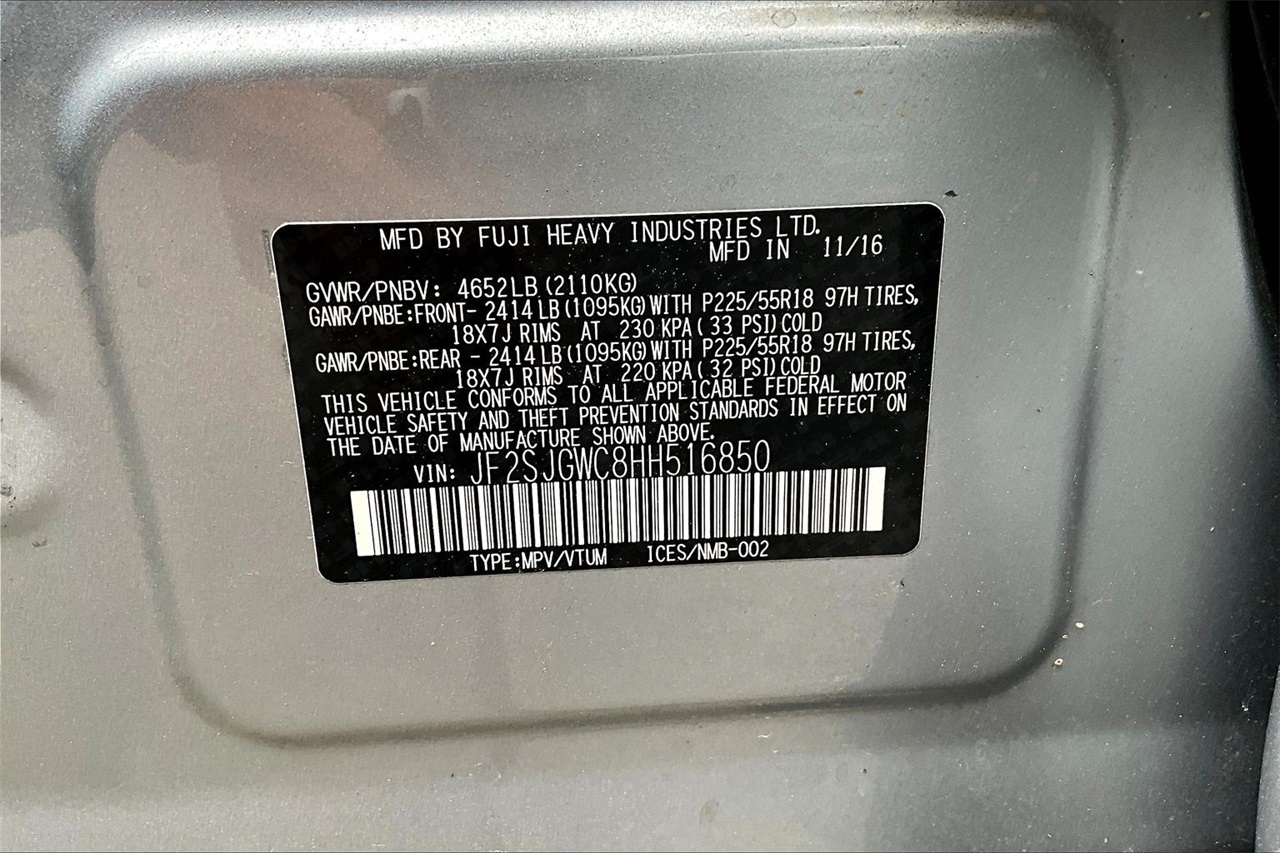 MFD BY FUJI HEAVY INDUSTRIES LTD.
MFD IN 11/16
GVWR/PNBV: 4652LB (2110KG)
GAWR/PNBE:FRONT- 2414LB (1095KG) WITH P225/55R18 97H TIRES,
18X7J RIMS AT 230 KPA ( 33 PSI) COLD
GAWR/PNBE:REAR - 2414LB (1095KG) WITH P225/55R18 97H TIRES,
18X7J RIMS AT 220 KPA ( 32 PSI) COLD
THIS VEHICLE CONFORMS TO ALL APPLICABLE FEDERAL MOTOR
VEHICLE SAFETY AND THEFT PREVENTION STANDARDS IN EFFECT ON
THE DATE OF MANUFACTURE SHOWN ABOVE.
VIN: JF2SJGWC8HH516850
TYPE:MPV/VTUM ICES/NMB-002